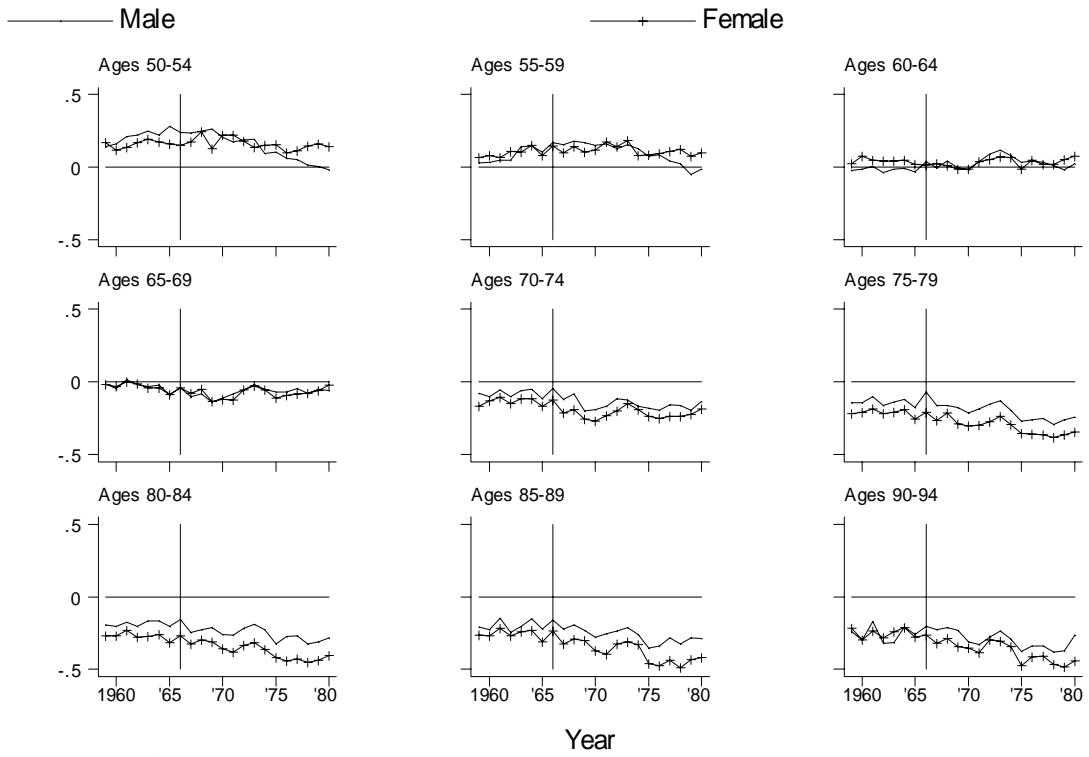 Male Female
Ages 50-54 Ages 55-59 Ages 60-64
.5
0
-.5
Ages 65-69 Ages 70-74 Ages 75-79
.5
0
-.5
Ages 80-84 Ages 85-89 Ages 90-94
.5
0
-.5
1960 '65 '70 '75 '80 1960 '65 '70 '75 '80 1960 '65 '70 '75 '80
Year